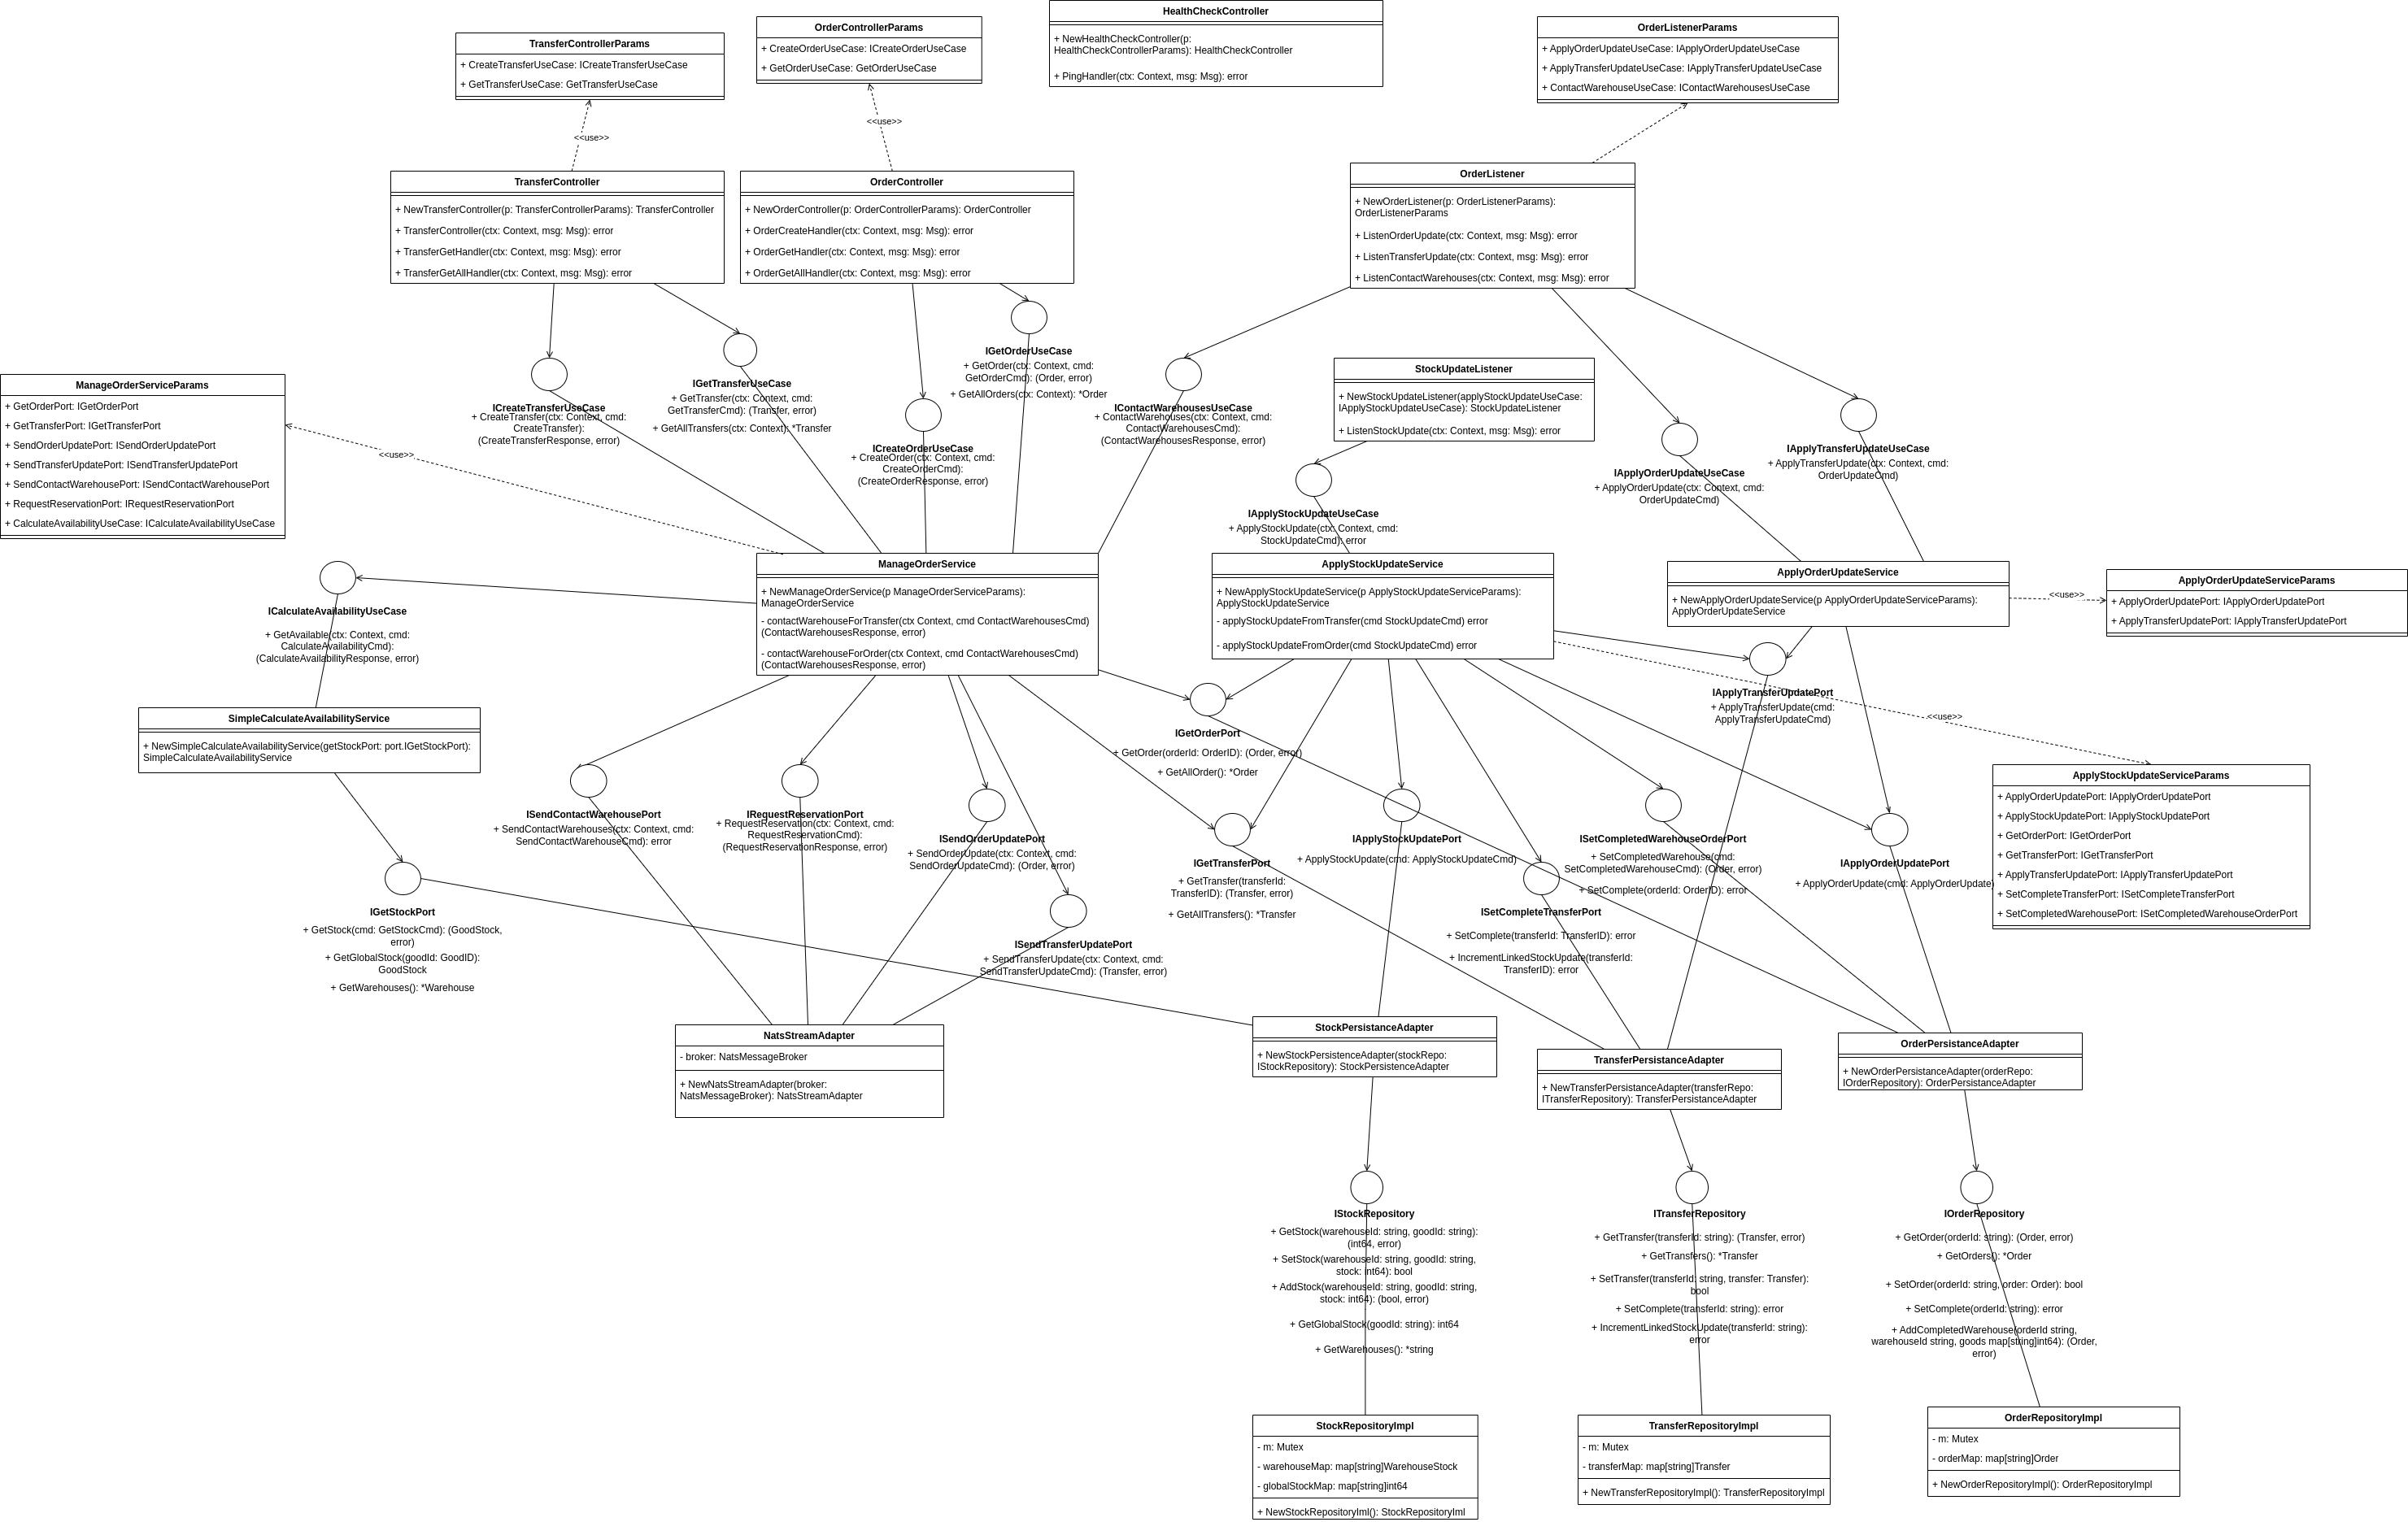 HealthCheckController
+ NewHealthCheckController(p:
HealthCheckControllerParams): HealthCheckController
+ PingHandler(ctx: Context, msg: Msg): error
OrderControllerParams
+ CreateOrderUseCase: ICreateOrderUseCase
+ GetOrderUseCase: GetOrderUseCase
OrderListenerParams
+ ApplyOrderUpdateUseCase: IApplyOrderUpdateUseCase
+ ApplyTransferUpdateUseCase: IApplyTransferUpdateUseCase
+ ContactWarehouseUseCase: IContactWarehousesUseCase
TransferControllerParams
+ CreateTransferUseCase: ICreateTransferUseCase
+ GetTransferUseCase: GetTransferUseCase
<<use>>
<<use>>
TransferController
+ NewTransferController(p: TransferControllerParams): TransferController
+ TransferController(ctx: Context, msg: Msg): error
+ TransferGetHandler(ctx: Context, msg: Msg): error
+ TransferGetAllHandler(ctx: Context, msg: Msg): error
OrderController
+ NewOrderController(p: OrderControllerParams): OrderController
+ OrderCreateHandler(ctx: Context, msg: Msg): error
+ OrderGetHandler(ctx: Context, msg: Msg): error
+ OrderGetAllHandler(ctx: Context, msg: Msg): error
OrderListener
+ NewOrderListener(p: OrderListenerParams):
OrderListenerParams
+ ListenOrderUpdate(ctx: Context, msg: Msg): error
+ ListenTransferUpdate(ctx: Context, msg: Msg): error
+ ListenContactWarehouses(ctx: Context, msg: Msg): error
ManageOrderServiceParams
+ GetOrderPort: IGetOrderPort
+ GetTransferPort: IGetTransferPort
+ SendOrderUpdatePort: ISendOrderUpdatePort
+ SendTransferUpdatePort: ISendTransferUpdatePort
+ SendContactWarehousePort: ISendContactWarehousePort
+ RequestReservationPort: IRequestReservationPort
+ CalculateAvailabilityUseCase: ICalculateAvailabilityUseCase
<<use>>
ICreateTransferUseCase
+ CreateTransfer(ctx: Context, cmd:
CreateTransfer):
(CreateTransferResponse, error)
IGetTransferUseCase
+ GetTransfer(ctx: Context, cmd:
GetTransferCmd): (Transfer, error)
+ GetAllTransfers(ctx: Context): *Transfer
ICreateOrderUseCase
+ CreateOrder(ctx: Context, cmd:
CreateOrderCmd):
(CreateOrderResponse, error)
IGetOrderUseCase
+ GetOrder(ctx: Context, cmd:
GetOrderCmd): (Order, error)
+ GetAllOrders(ctx: Context): *Order
IContactWarehousesUseCase
+ ContactWarehouses(ctx: Context, cmd:
ContactWarehousesCmd):
(ContactWarehousesResponse, error)
StockUpdateListener
+ NewStockUpdateListener(applyStockUpdateUseCase:
IApplyStockUpdateUseCase): StockUpdateListener
+ ListenStockUpdate(ctx: Context, msg: Msg): error
IApplyStockUpdateUseCase
+ ApplyStockUpdate(ctx: Context, cmd:
StockUpdateCmd): error
IApplyOrderUpdateUseCase
+ ApplyOrderUpdate(ctx: Context, cmd:
OrderUpdateCmd)
IApplyTransferUpdateUseCase
+ ApplyTransferUpdate(ctx: Context, cmd:
OrderUpdateCmd)
ICalculateAvailabilityUseCase
+ GetAvailable(ctx: Context, cmd:
CalculateAvailabilityCmd):
(CalculateAvailabilityResponse, error)
ManageOrderService
+ NewManageOrderService(p ManageOrderServiceParams):
ManageOrderService
- contactWarehouseForTransfer(ctx Context, cmd ContactWarehousesCmd)
(ContactWarehousesResponse, error)
- contactWarehouseForOrder(ctx Context, cmd ContactWarehousesCmd)
(ContactWarehousesResponse, error)
ApplyStockUpdateService
+ NewApplyStockUpdateService(p ApplyStockUpdateServiceParams):
ApplyStockUpdateService
- applyStockUpdateFromTransfer(cmd StockUpdateCmd) error
- applyStockUpdateFromOrder(cmd StockUpdateCmd) error
ApplyOrderUpdateService
+ NewApplyOrderUpdateService(p ApplyOrderUpdateServiceParams):
ApplyOrderUpdateService
<<use>>
ApplyOrderUpdateServiceParams
+ ApplyOrderUpdatePort: IApplyOrderUpdatePort
+ ApplyTransferUpdatePort: IApplyTransferUpdatePort
SimpleCalculateAvailabilityService
+ NewSimpleCalculateAvailabilityService(getStockPort: port.IGetStockPort):
SimpleCalculateAvailabilityService
IGetOrderPort
+ GetOrder(orderId: OrderID): (Order, error)
+ GetAllOrder(): *Order
IApplyTransferUpdatePort
+ ApplyTransferUpdate(cmd:
ApplyTransferUpdateCmd)
<<use>>
ApplyStockUpdateServiceParams
+ ApplyOrderUpdatePort: IApplyOrderUpdatePort
+ ApplyStockUpdatePort: IApplyStockUpdatePort
+ GetOrderPort: IGetOrderPort
+ GetTransferPort: IGetTransferPort
+ ApplyTransferUpdatePort: IApplyTransferUpdatePort
+ SetCompleteTransferPort: ISetCompleteTransferPort
+ SetCompletedWarehousePort: ISetCompletedWarehouseOrderPort
ISendContactWarehousePort
+ SendContactWarehouses(ctx: Context, cmd:
SendContactWarehouseCmd): error
IRequestReservationPort
+ RequestReservation(ctx: Context, cmd:
RequestReservationCmd):
(RequestReservationResponse, error)
ISendOrderUpdatePort
+ SendOrderUpdate(ctx: Context, cmd:
SendOrderUpdateCmd): (Order, error)
ISendTransferUpdatePort
+ SendTransferUpdate(ctx: Context, cmd:
SendTransferUpdateCmd): (Transfer, error)
IGetTransferPort
+ GetTransfer(transferId:
TransferID): (Transfer, error)
+ GetAllTransfers(): *Transfer
IApplyStockUpdatePort
+ ApplyStockUpdate(cmd: ApplyStockUpdateCmd)
ISetCompleteTransferPort
+ SetComplete(transferId: TransferID): error
+ IncrementLinkedStockUpdate(transferId:
TransferID): error
ISetCompletedWarehouseOrderPort
+ SetCompletedWarehouse(cmd:
SetCompletedWarehouseCmd): (Order, error)
+ SetComplete(orderId: OrderID): error
IApplyOrderUpdatePort
+ ApplyOrderUpdate(cmd: ApplyOrderUpdate)
IGetStockPort
+ GetStock(cmd: GetStockCmd): (GoodStock,
error)
+ GetGlobalStock(goodId: GoodID):
GoodStock
+ GetWarehouses(): *Warehouse
NatsStreamAdapter
- broker: NatsMessageBroker
+ NewNatsStreamAdapter(broker:
NatsMessageBroker): NatsStreamAdapter
StockPersistanceAdapter
+ NewStockPersistenceAdapter(stockRepo:
IStockRepository): StockPersistenceAdapter
TransferPersistanceAdapter
+ NewTransferPersistanceAdapter(transferRepo:
ITransferRepository): TransferPersistanceAdapter
OrderPersistanceAdapter
+ NewOrderPersistanceAdapter(orderRepo:
IOrderRepository): OrderPersistanceAdapter
IStockRepository
+ GetStock(warehouseId: string, goodId: string):
(int64, error)
+ SetStock(warehouseId: string, goodId: string,
stock: int64): bool
+ AddStock(warehouseId: string, goodId: string,
stock: int64): (bool, error)
+ GetGlobalStock(goodId: string): int64
+ GetWarehouses(): *string
ITransferRepository
+ GetTransfer(transferId: string): (Transfer, error)
+ GetTransfers(): *Transfer
+ SetTransfer(transferId: string, transfer: Transfer):
bool
+ SetComplete(transferId: string): error
+ IncrementLinkedStockUpdate(transferId: string):
error
IOrderRepository
+ GetOrder(orderId: string): (Order, error)
+ GetOrders(): *Order
+ SetOrder(orderId: string, order: Order): bool
+ SetComplete(orderId: string): error
+ AddCompletedWarehouse(orderId string,
warehouseId string, goods map[string]int64): (Order,
error)
StockRepositoryImpl
- m: Mutex
- warehouseMap: map[string]WarehouseStock
- globalStockMap: map[string]int64
+ NewStockRepositoryIml(): StockRepositoryIml
TransferRepositoryImpl
- m: Mutex
- transferMap: map[string]Transfer
+ NewTransferRepositoryImpl(): TransferRepositoryImpl
OrderRepositoryImpl
- m: Mutex
- orderMap: map[string]Order
+ NewOrderRepositoryImpl(): OrderRepositoryImpl